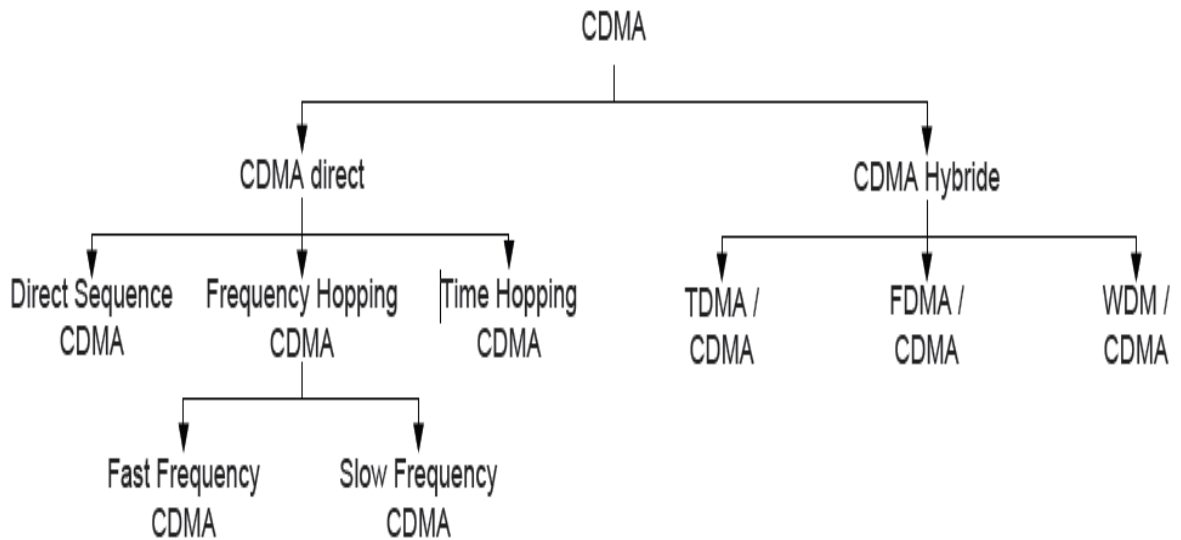 CDMA
CDMA direct
CDMA Hybride
Direct Sequence
CDMA
Frequency Hopping
CDMA
Time Hopping
CDMA
TDMA /
CDMA
FDMA /
CDMA
WDM /
CDMA
Fast Frequency
CDMA
Slow Frequency
CDMA